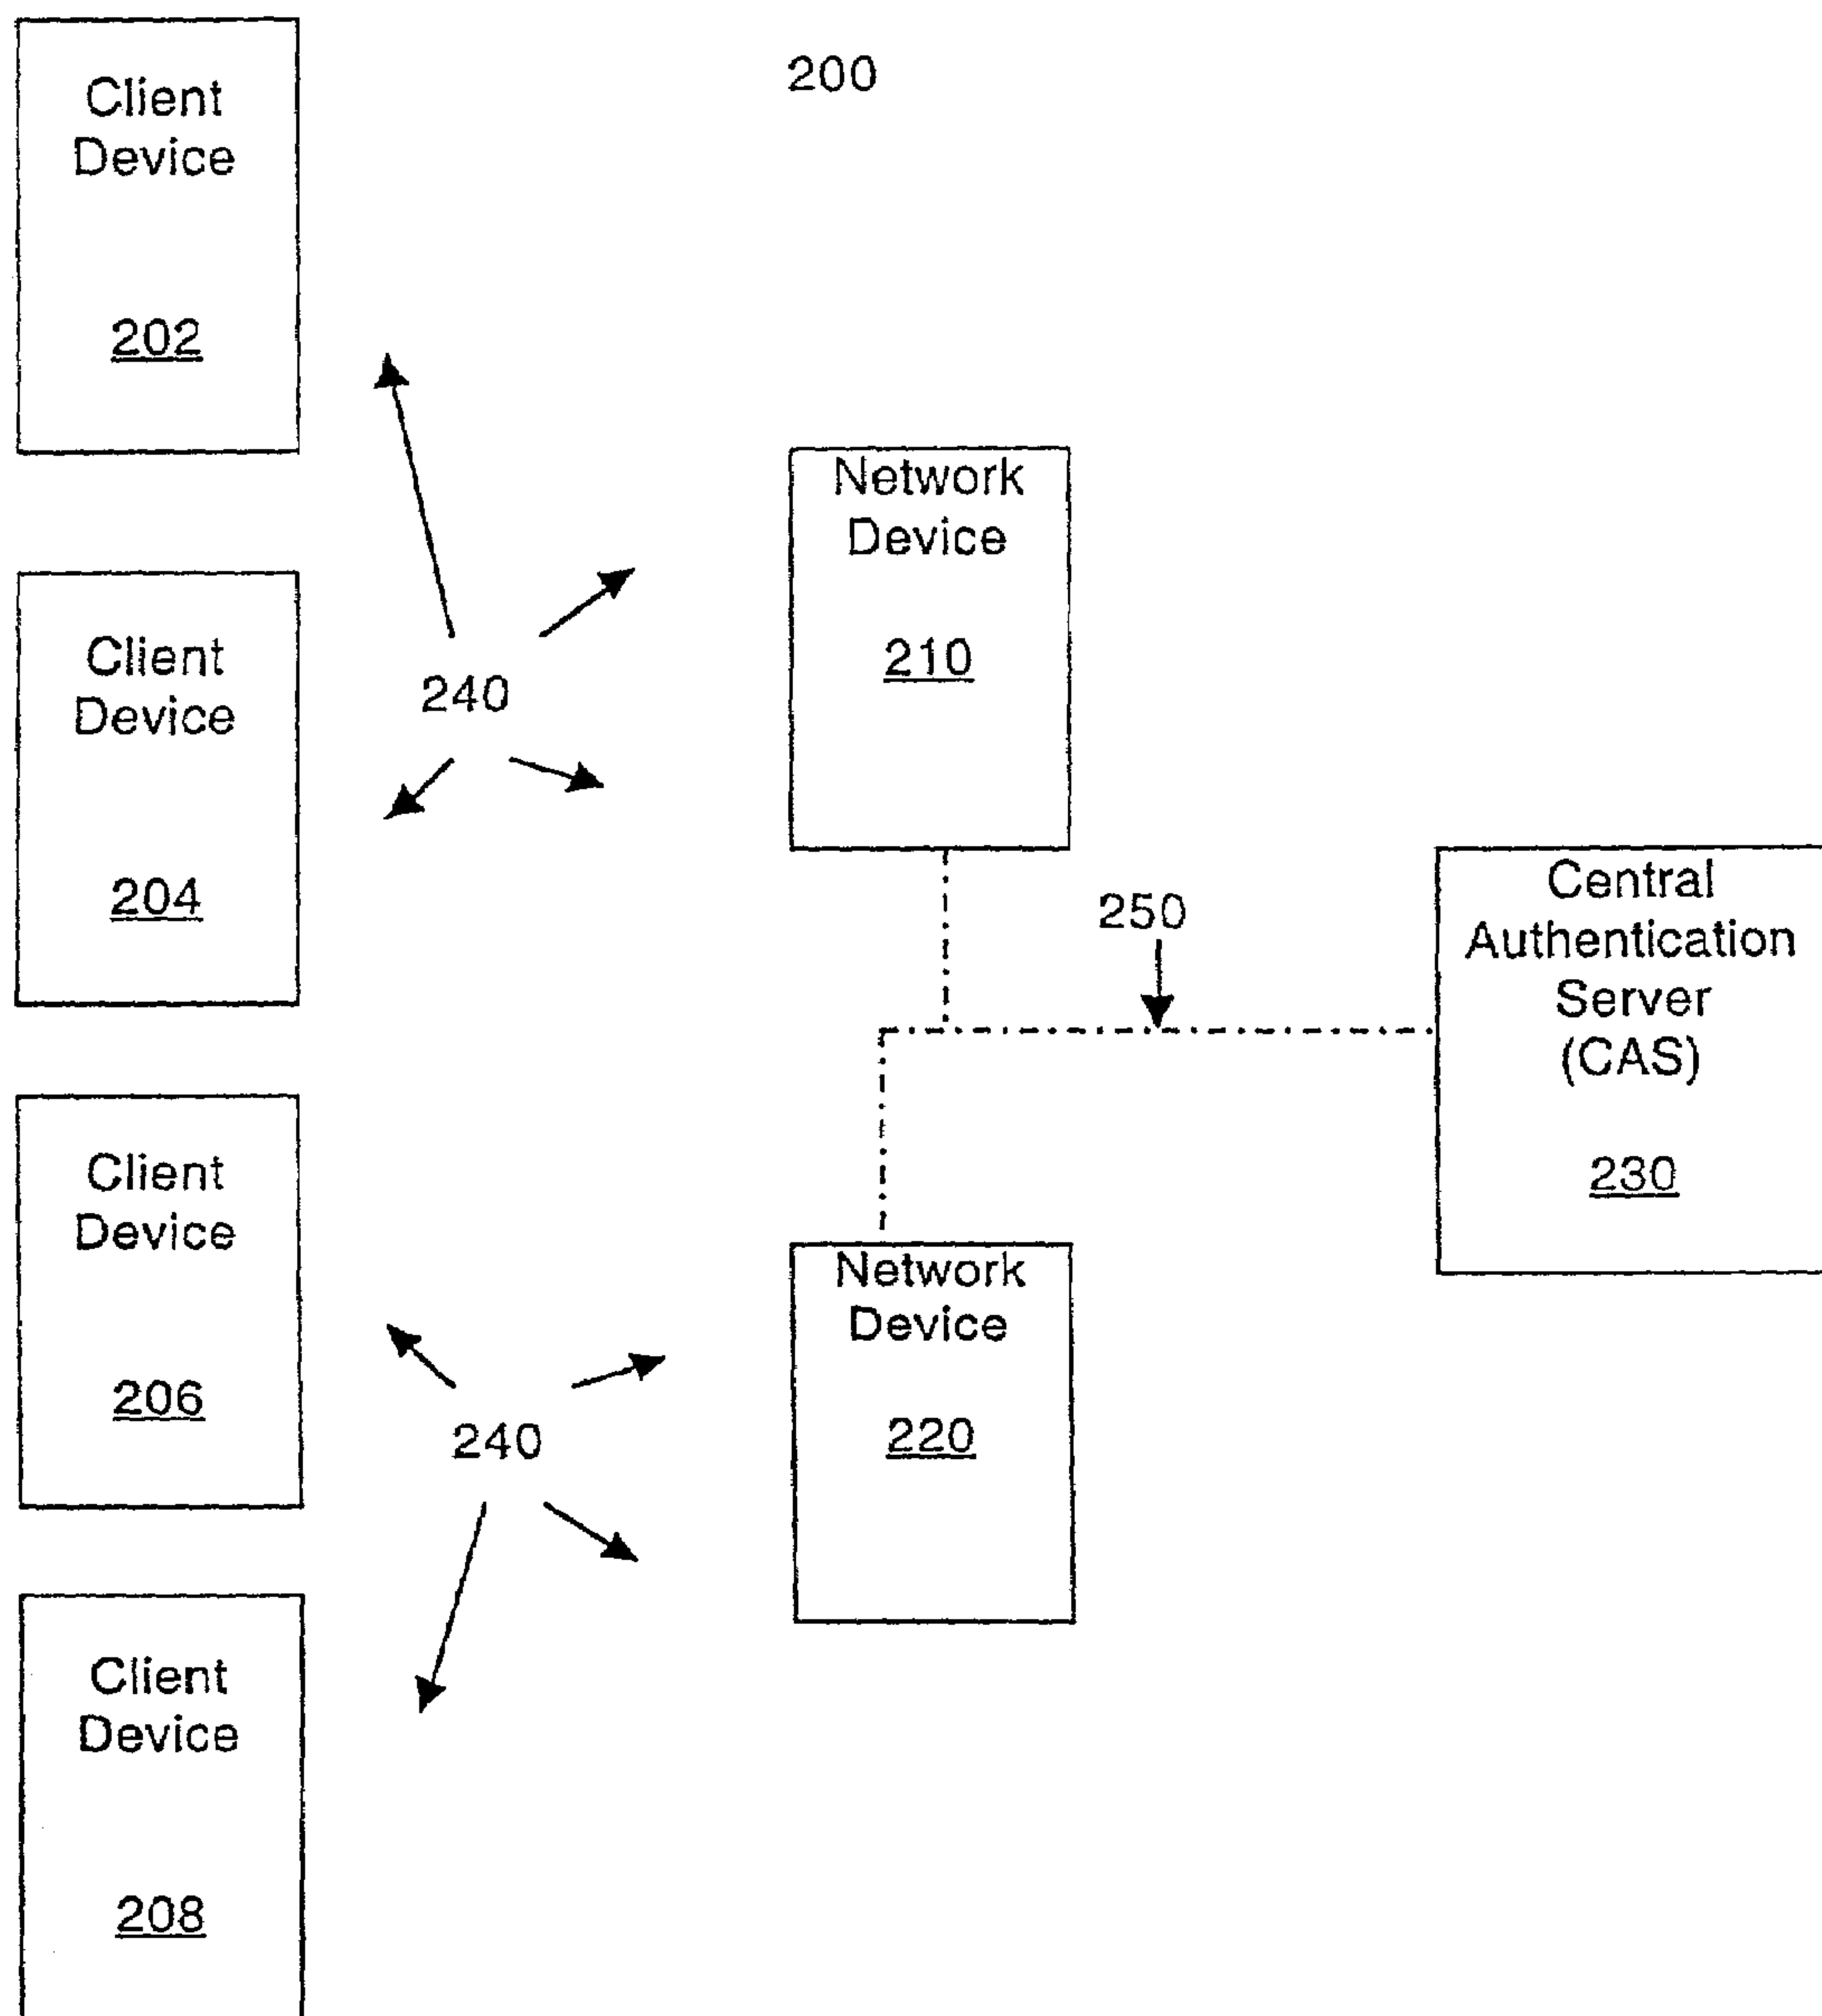 200
Client
Device
202
Client
Device
204
Client
Device
206
Client
Device
208
240
240
Network
Device
210
Network
Device
220
250
Central
Authentication
Server
(CAS)
230